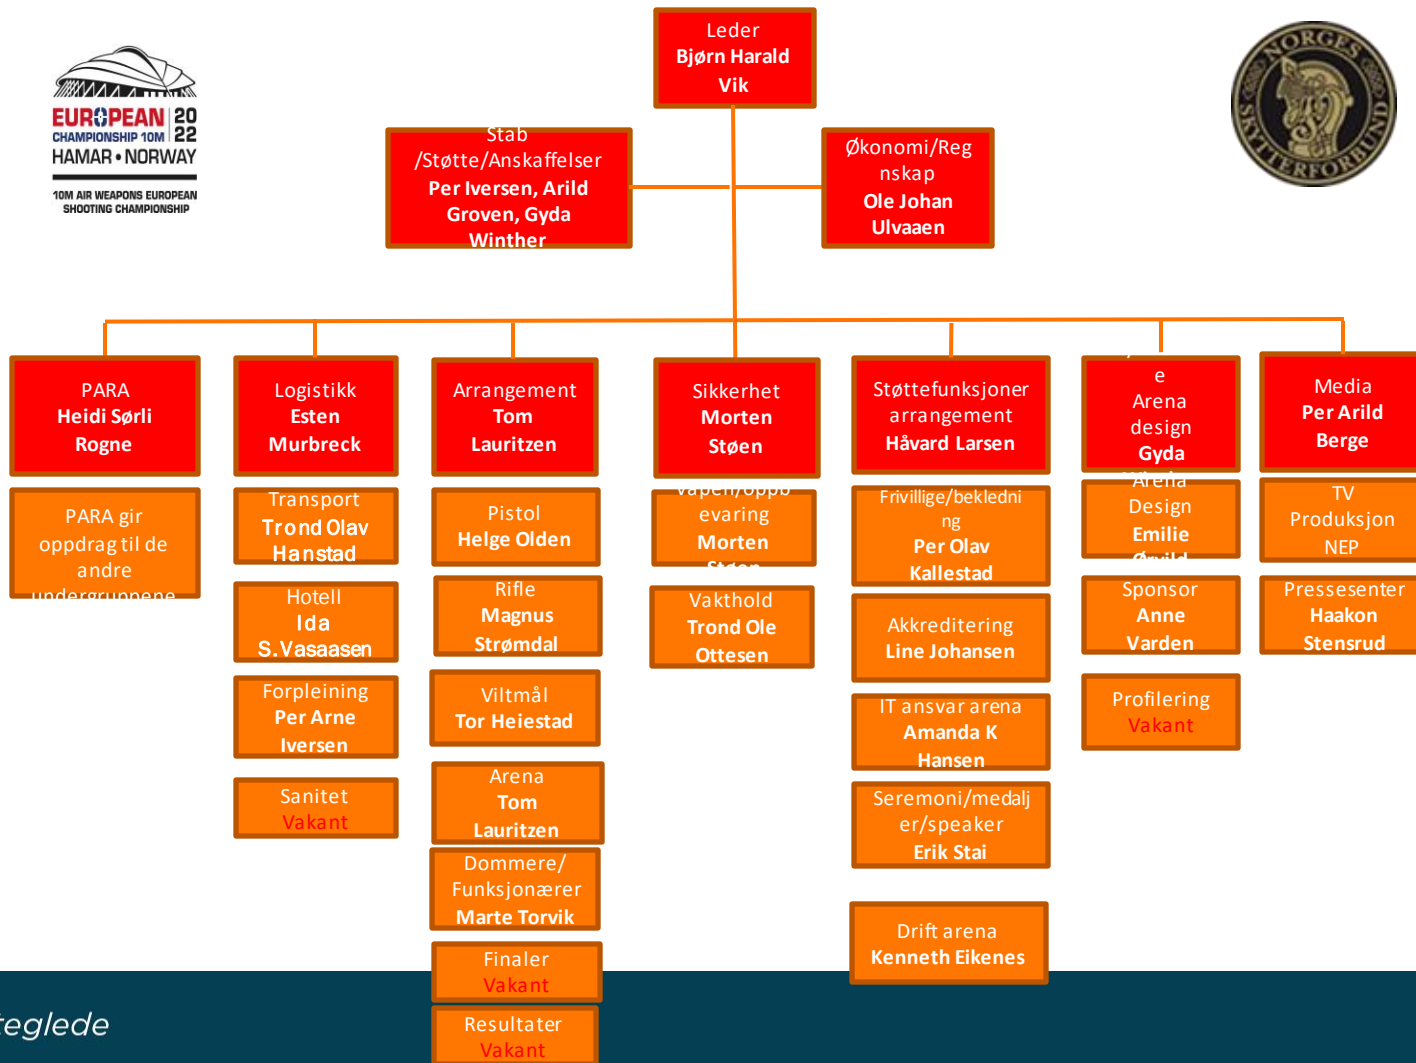 Leder
Bjørn Harald
Vik
EUROPEAN 20
CHAMPIONSHIP 10M 22
HAMAR • NORWAY
10M AIR WEAPONS EUROPEAN
SHOOTING CHAMPIONSHIP
NORGES
SKYTTERFORBUND
Stab
/Støtte/Anskaffelser
Per Iversen, Arild
Groven, Gyda
Winther
Økonomi/Reg
nskap
Ole Johan
Ulvaaen
PARA
Heidi Sørli
Rogne
PARA gir
oppdrag til de
andre
undergruppene
Logistikk
Esten
Murbreck
Transport
Trond Olav
Hanstad
Hotell
Ida
S.Vasaasen
Forpleining
Per Arne
Iversen
Sanitet
Vakant
Arrangement
Tom
Lauritzen
Pistol
Helge Olden
Rifle
Magnus
Strømdal
Viltmål
Tor Heiestad
Arena
Tom
Lauritzen
Dommere/
Funksjonærer
Marte Torvik
Finaler
Vakant
Resultater
Vakant
Sikkerhet
Morten
Støen
Våpen/oppb
evaring
Morten
Støen
Vakthold
Trond Ole
Ottesen
Støttefunksjoner
arrangement
Håvard Larsen
Frivillige/bekledni
ng
Per Olav
Kallestad
Akkreditering
Line Johansen
IT ansvar arena
Amanda K
Hansen
Seremoni/medalj
er/speaker
Erik Stai
Drift arena
Kenneth Eikenes
e
Arena
design
Gyda
Arena
Design
Emilie
Sponsor
Anne
Varden
Profilering
Vakant
Media
Per Arild
Berge
TV
Produksjon
NEP
Pressesenter
Haakon
Stensrud
teglede